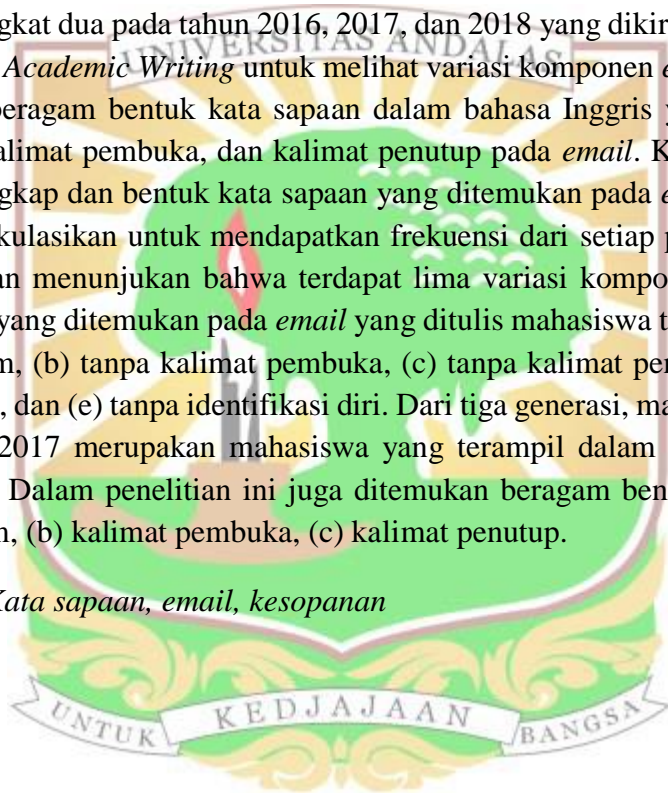 gkat dua pada tahun 2016, 2017, dan 2018 yang dikir
UNIVERSITAS ANDALAS
Academic Writing untuk melihat variasi komponen e
eragam bentuk kata sapaan dalam bahasa Inggris y
alimat pembuka, dan kalimat penutup pada email. K
gkap dan bentuk kata sapaan yang ditemukan pada e
kulasikan untuk mendapatkan frekuensi dari setiap p
an menunjukan bahwa terdapat lima variasi kompo
yang ditemukan pada email yang ditulis mahasiswa t
m, (b) tanpa kalimat pembuka, (c) tanpa kalimat per
, dan (e) tanpa identifikasi diri. Dari tiga generasi, ma
2017 merupakan mahasiswa yang terampil dalam
Dalam penelitian ini juga ditemukan beragam ben
n, (b) kalimat pembuka, (c) kalimat penutup.
Kata sapaan, email, kesopanan
UNTUK KEDJAJAAN BANGSA